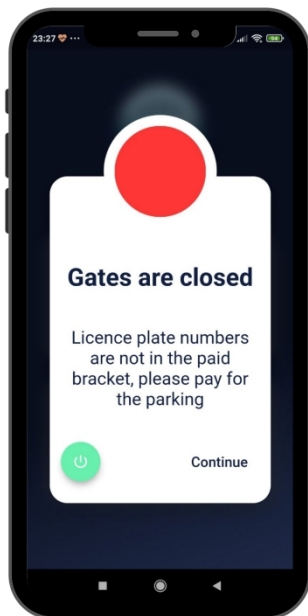 23:27
Gates are closed
Licence plate numbers
are not in the paid
bracket, please pay for
the parking
Continue